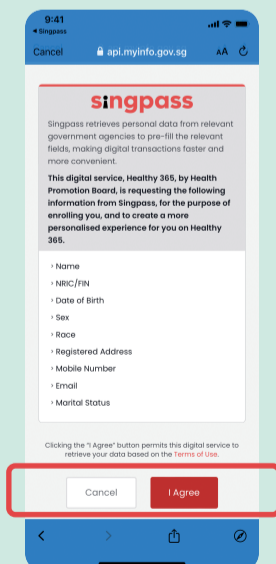 9:41
Singpass
Cancel
api.myinfo.gov.sg
AA
singpass
Singpass retrieves personal data from relevant
government agencies to pre-fill the relevant
fields, making digital transactions faster and
more convenient.
This digital service, Healthy 365, by Health
Promotion Board, is requesting the following
information from Singpass, for the purpose of
enrolling you, and to create a more
personalised experience for you on Healthy
365.
Name
NRIC/FIN
Date of Birth
Sex
Race
Registered Address
Mobile Number
Email
Marital Status
Clicking the "I Agree" button permits this digital service to
retrieve your data based on the Terms of Use.
Cancel
I Agree